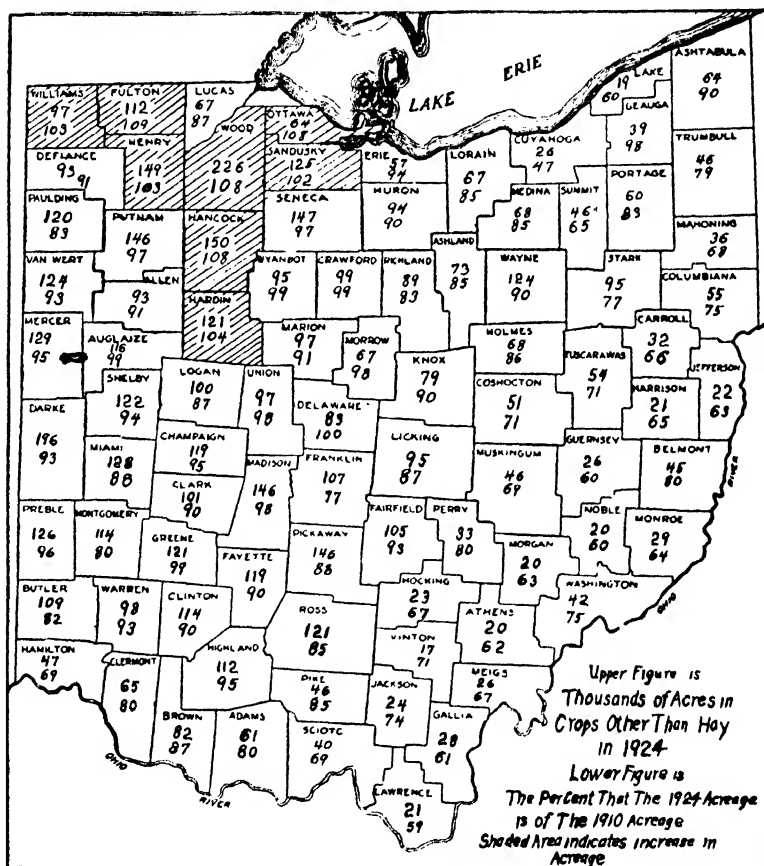 LAKE
ERIE
ASHTABULA
64
90
LAKE
19
60
GEAUGA
39
98
WILLIAMS
97
103
FULTON
112
109
LUCAS
67
87
OTTAWA
64
108
CUYAHOGA
26
47
TRUMBULL
46
79
HENRY
149
103
WOOD
226
108
SANDUSKY
125
102
ERIE
57
94
LORAIN
67
85
DEFIANCE
93
91
MEDINA
68
85
SUMMIT
46
65
PORTAGE
60
83
PAULDING
120
83
PUTNAM
146
97
HANCOCK
150
108
SENECA
147
97
HURON
94
90
MAHONING
36
68
VAN WERT
124
93
ALLEN
93
91
WYANDOT
95
99
CRAWFORD
99
99
RICHLAND
89
83
ASHLAND
73
85
WAYNE
124
90
STARK
95
77
COLUMBIANA
55
75
HARDIN
121
104
MERCER
129
95
AUGLAIZE
116
99
MARION
97
91
MORROW
67
98
HOLMES
68
86
TUSCARAWAS
54
71
CARROLL
32
66
JEFFERSON
22
63
SHELBY
122
94
LOGAN
100
87
UNION
97
98
KNOX
79
90
COSHOCTON
51
71
HARRISON
21
65
DARKE
196
93
DELAWARE
83
100
MIAMI
128
88
CHAMPAIGN
119
95
LICKING
95
87
MUSKINGUM
46
69
GUERNSEY
26
60
BELMONT
45
80
CLARK
101
90
MADISON
146
98
FRANKLIN
107
77
PREBLE
126
96
MONTGOMERY
114
80
GREENE
121
99
FAYETTE
119
90
PICKAWAY
146
88
FAIRFIELD
105
93
PERRY
33
80
MORGAN
20
63
NOBLE
20
60
MONROE
29
64
RIVER
OHIO
BUTLER
109
82
WARREN
98
93
CLINTON
114
90
ROSS
121
85
HOCKING
23
67
ATHENS
20
62
WASHINGTON
42
75
HAMILTON
47
69
CLERMONT
65
80
HIGHLAND
112
95
VINTON
17
71
MEIGS
26
67
PIKE
46
85
JACKSON
24
74
GALLIA
28
61
BROWN
82
87
ADAMS
61
80
SCIOTO
40
69
LAWRENCE
21
59
OHIO
RIVER
Upper Figure is
Thousands of Acres in
Crops Other Than Hay
in 1924
Lower Figure is
The Percent That The 1924 Acreage
is of The 1910 Acreage
Shaded Area indicates increase in
Acreage